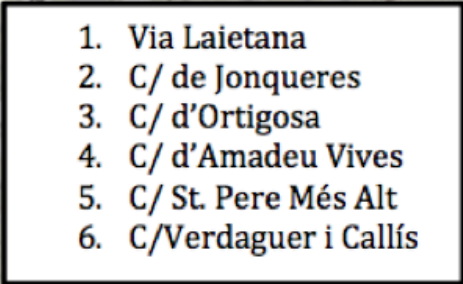 1. Via Laietana
2. C/ de Jonqueres
3. C/ d’Ortigosa
4. C/ d’Amadeu Vives
5. C/ St. Pere Més Alt
6. C/Verdaguer i Callís